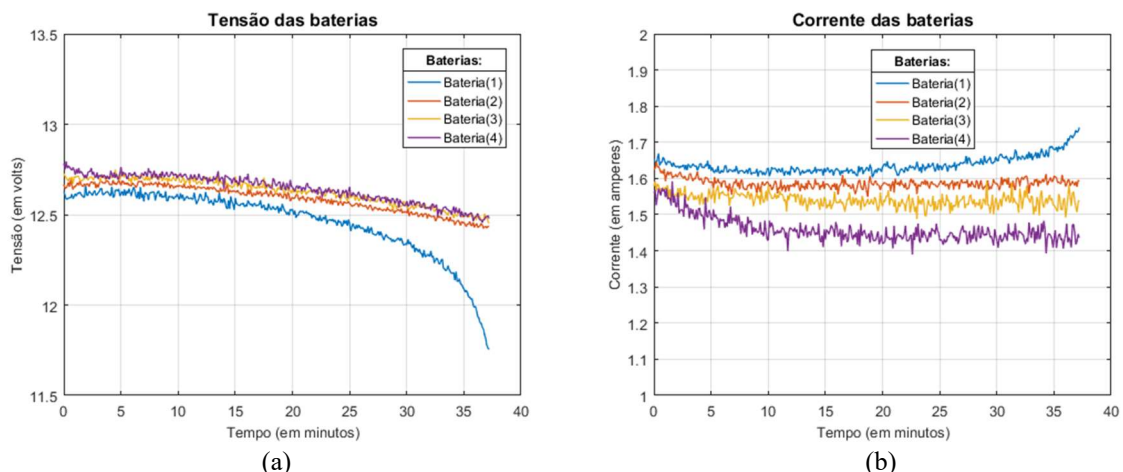 Tensão das baterias
13.5
13
12.5
12
11.5
Tensão (em volts)
Baterias:
Bateria(1)
Bateria(2)
Bateria(3)
Bateria(4)
0 5 10 15 20 25 30 35 40
Tempo (em minutos)
(a)
Corrente das baterias
2
1.9
1.8
1.7
1.6
1.5
1.4
1.3
1.2
1.1
1
Corrente (em amperes)
Baterias:
Bateria(1)
Bateria(2)
Bateria(3)
Bateria(4)
0 5 10 15 20 25 30 35 40
Tempo (em minutos)
(b)